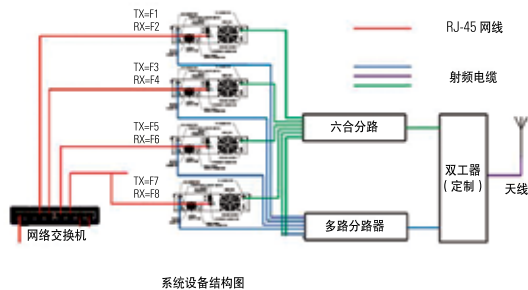 TX=F1
RX=F2
RJ-45 网线
TX=F3
RX=F4
射频电缆
TX=F5
RX=F6
六合分路
双工器
(定制)
天线
TX=F7
RX=F8
多路分路器
网络交换机
系统设备结构图